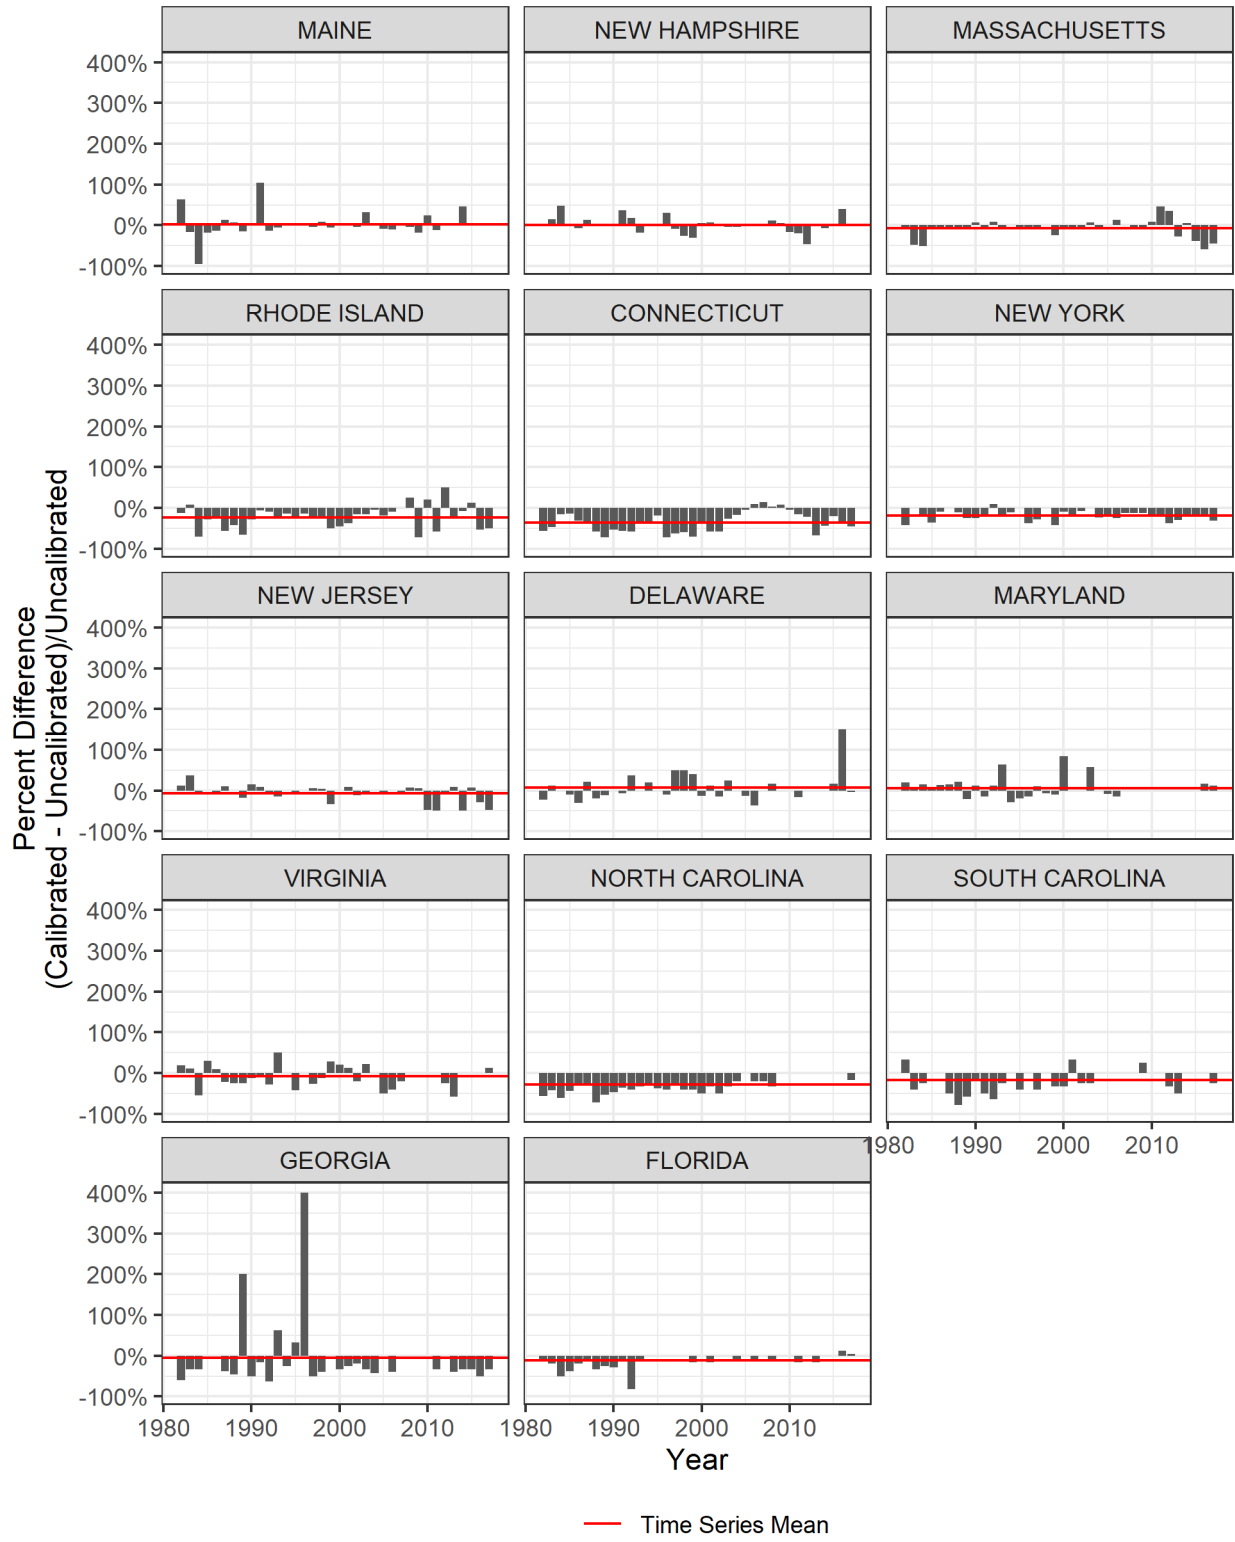 MAINE
NEW HAMPSHIRE
MASSACHUSETTS
400%
300%
200%
100%
0%
-100%
RHODE ISLAND
CONNECTICUT
NEW YORK
400%
300%
200%
100%
0%
-100%
NEW JERSEY
DELAWARE
MARYLAND
400%
300%
200%
100%
0%
-100%
VIRGINIA
NORTH CAROLINA
SOUTH CAROLINA
400%
300%
200%
100%
0%
-100%
1980 1990 2000 2010
GEORGIA
FLORIDA
400%
300%
200%
100%
0%
-100%
1980 1990 2000 2010
1980 1990 2000 2010
Percent Difference
(Calibrated - Uncalibrated)/Uncalibrated
Year
Time Series Mean